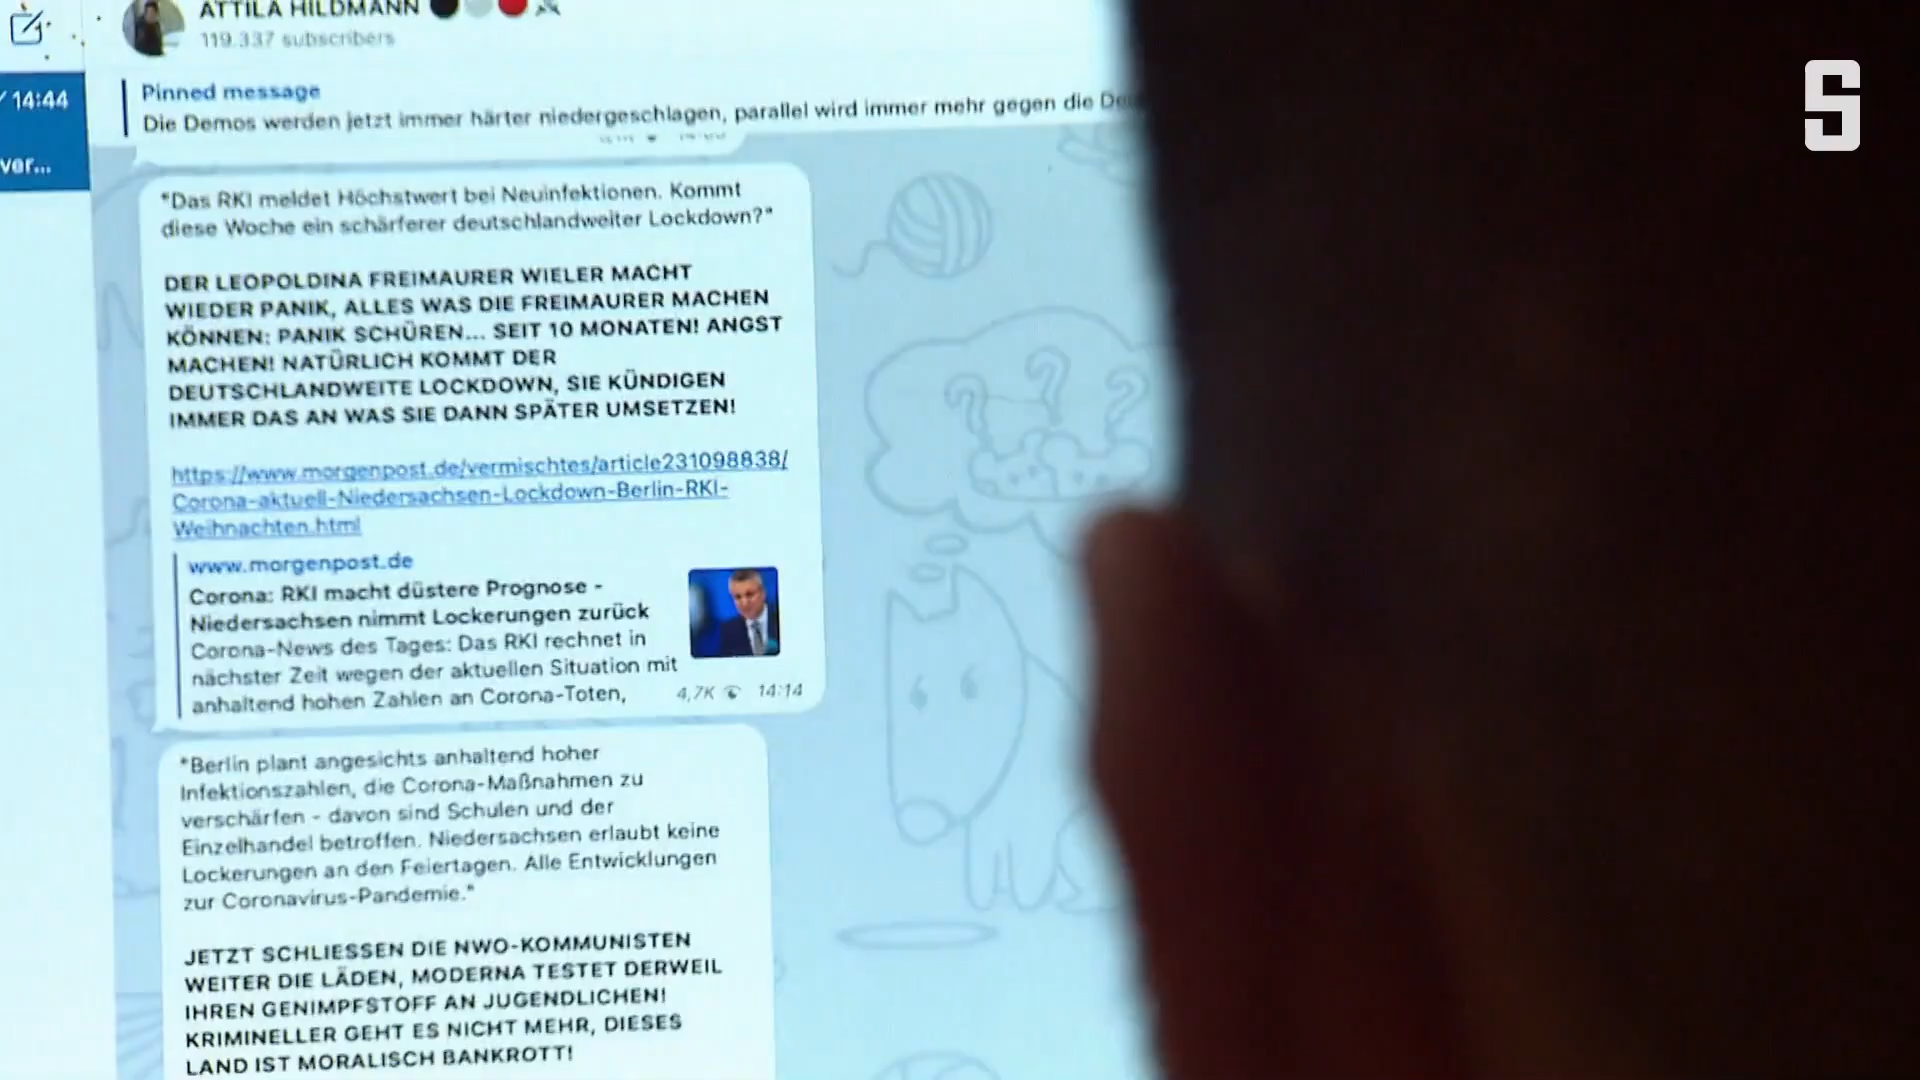 ATTILA HILDMANN
119.337 subscribers
14:44
ver...
Pinned message
Die Demos werden jetzt immer härter niedergeschlagen, parallel wird immer mehr gegen die
"Das RKI meldet Höchstwert bei Neuinfektionen. Kommt
diese Woche ein schärferer deutschlandweiter Lockdown?"
DER LEOPOLDINA FREIMAURER WIELER MACHT
WIEDER PANIK, ALLES WAS DIE FREIMAURER MACHEN
KÖNNEN: PANIK SCHÜREN... SEIT 10 MONATEN! ANGST
MACHEN! NATÜRLICH KOMMT DER
DEUTSCHLANDWEITE LOCKDOWN, SIE KÜNDIGEN
IMMER DAS AN WAS SIE DANN SPÄTER UMSETZEN!
https://www.morgenpost.de/vermischtes/article231098838/
Corona-aktuell-Niedersachsen-Lockdown-Berlin-RKI-
Weihnachten.html
www.morgenpost.de
Corona: RKI macht düstere Prognose -
Niedersachsen nimmt Lockerungen zurück
Corona-News des Tages: Das RKI rechnet in
nächster Zeit wegen der aktuellen Situation mit
anhaltend hohen Zahlen an Corona-Toten,
4,7K 14:14
"Berlin plant angesichts anhaltend hoher
Infektionszahlen, die Corona-Maßnahmen zu
verschärfen - davon sind Schulen und der
Einzelhandel betroffen. Niedersachsen erlaubt keine
Lockerungen an den Feiertagen. Alle Entwicklungen
zur Coronavirus-Pandemie."
JETZT SCHLIESSEN DIE NWO-KOMMUNISTEN
WEITER DIE LÄDEN, MODERNA TESTET DERWEIL
IHREN GENIMPFSTOFF AN JUGENDLICHEN!
KRIMINELLER GEHT ES NICHT MEHR, DIESES
LAND IST MORALISCH BANKROTT!
S